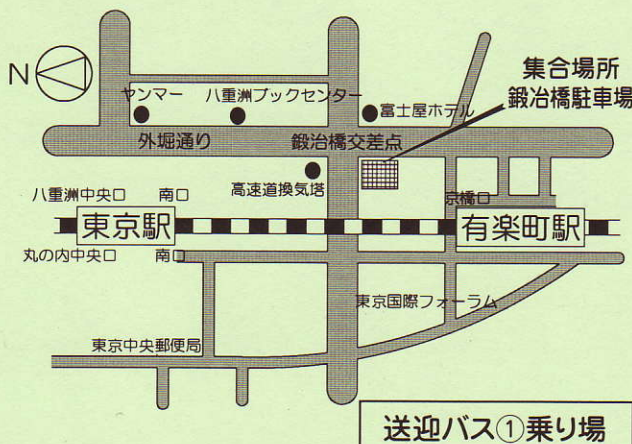 N
集合場所
鍛冶橋駐車場
ヤンマー
八重洲ブックセンター
富士屋ホテル
外堀通り
鍛冶橋交差点
高速道換気塔
八重洲中央口
南口
京橋口
東京駅
有楽町駅
丸の内中央口
南口
東京国際フォーラム
東京中央郵便局
送迎バス①乗り場